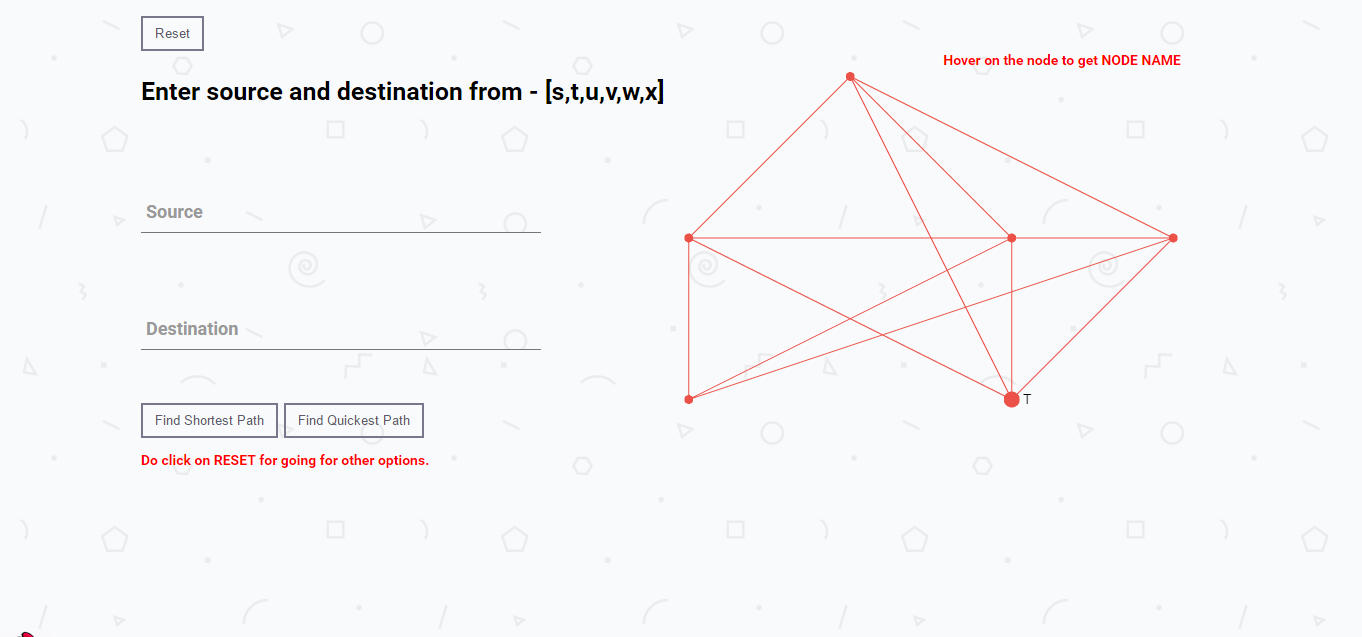 Reset
Hover on the node to get NODE NAME
Enter source and destination from - [s,t,u,v,w,x]
Source
Destination
T
Find Shortest Path
Find Quickest Path
Do click on RESET for going for other options.